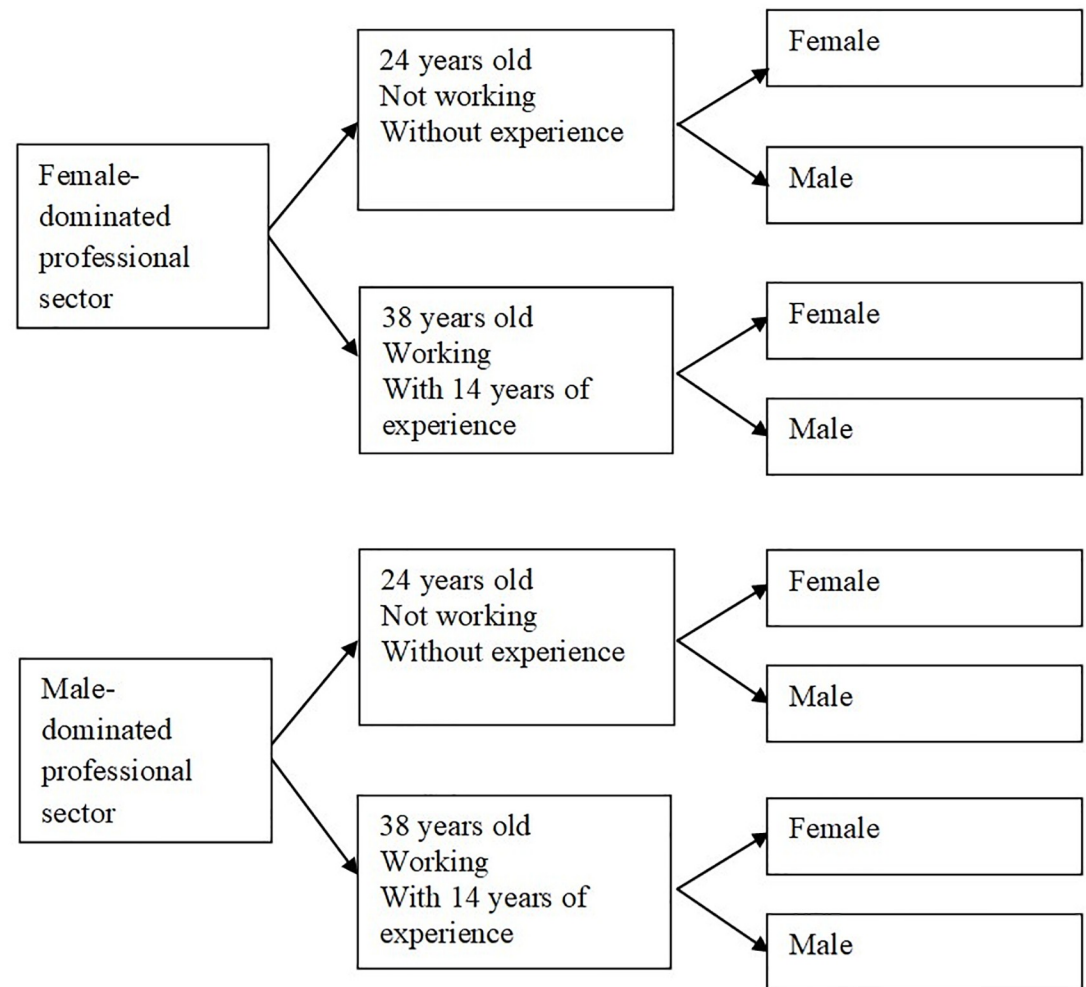 Female-
dominated
professional
sector
24 years old
Not working
Without experience
Female
Male
38 years old
Working
With 14 years of
experience
Female
Male
Male-
dominated
professional
sector
24 years old
Not working
Without experience
Female
Male
38 years old
Working
With 14 years of
experience
Female
Male